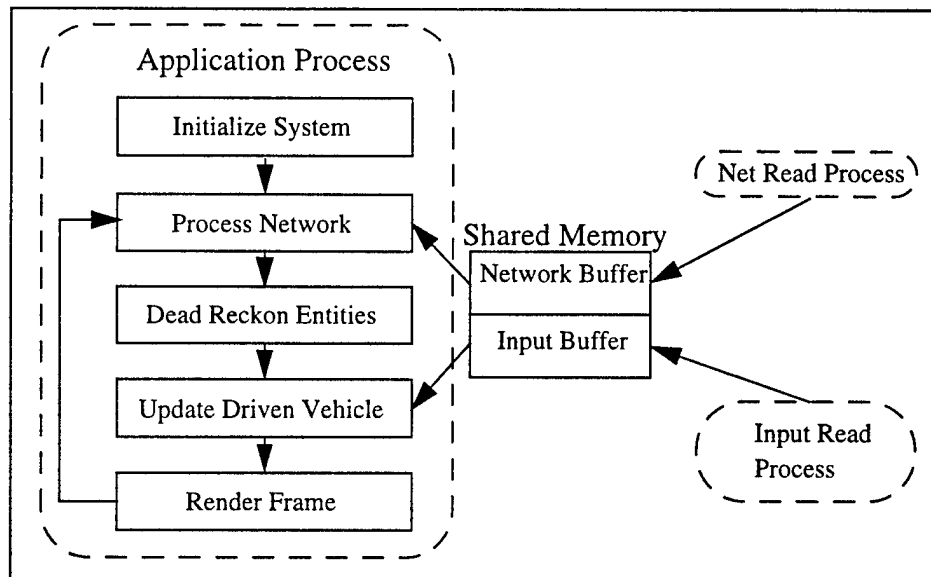 Application Process
Initialize System
Process Network
Dead Reckon Entities
Update Driven Vehicle
Render Frame
Shared Memory
Network Buffer
Input Buffer
Net Read Process
Input Read
Process